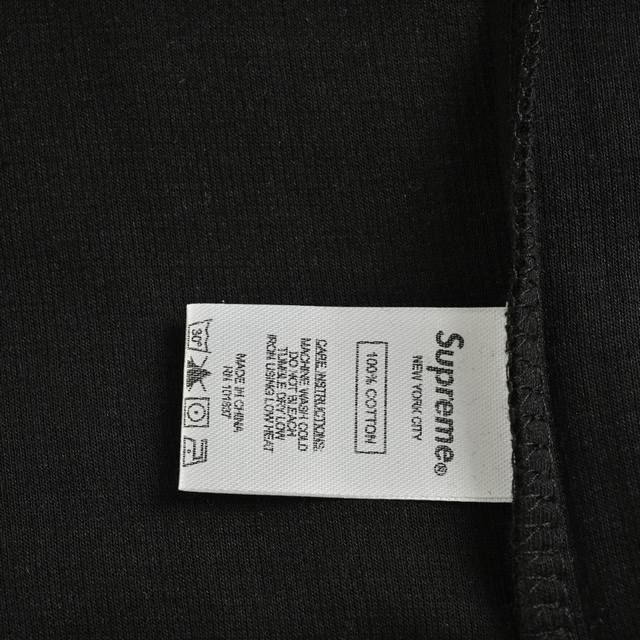 Supreme®
NEW YORK CITY
100% COTTON
CARE INSTRUCTIONS:
MACHINE WASH COLD
DO NOT BLEACH
TUMBLE DRY LOW
IRON USING LOW HEAT
MADE IN CHINA
RN 101837
30°